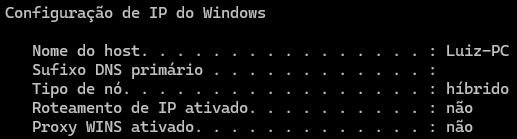 Configuração de IP do Windows
Nome do host. . . . . . . . . . . . . . . . : Luiz-PC
Sufixo DNS primário . . . . . . . . . . . . :
Tipo de nó. . . . . . . . . . . . . . . . . : híbrido
Roteamento de IP ativado. . . . . . . . . . : não
Proxy WINS ativado. . . . . . . . . . . . . : não